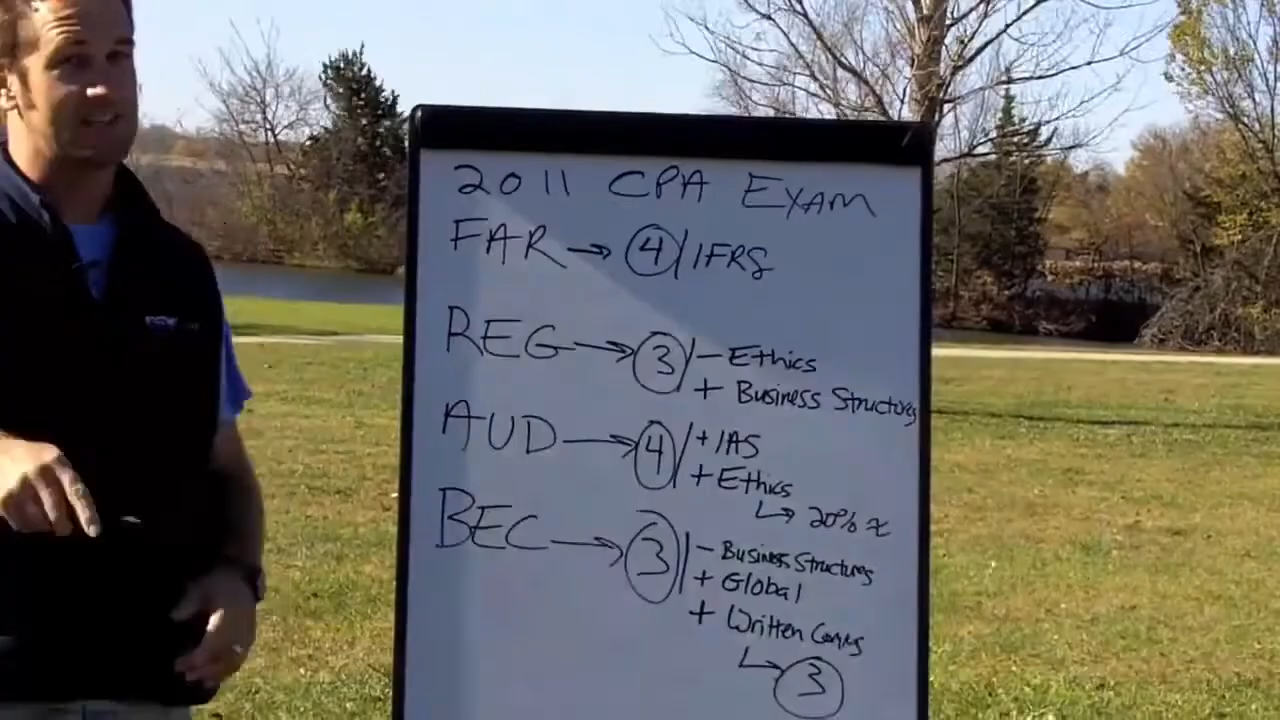 2011 CPA EXAM
FAR → 4 / IFRS
REG → 3 / - Ethics
+ Business Structures
AUD → 4 / + IAS
+ Ethics
↳ 20% ≈
BEC → 3 / - Business Structures
+ Global
+ Written Comms
↳ 3